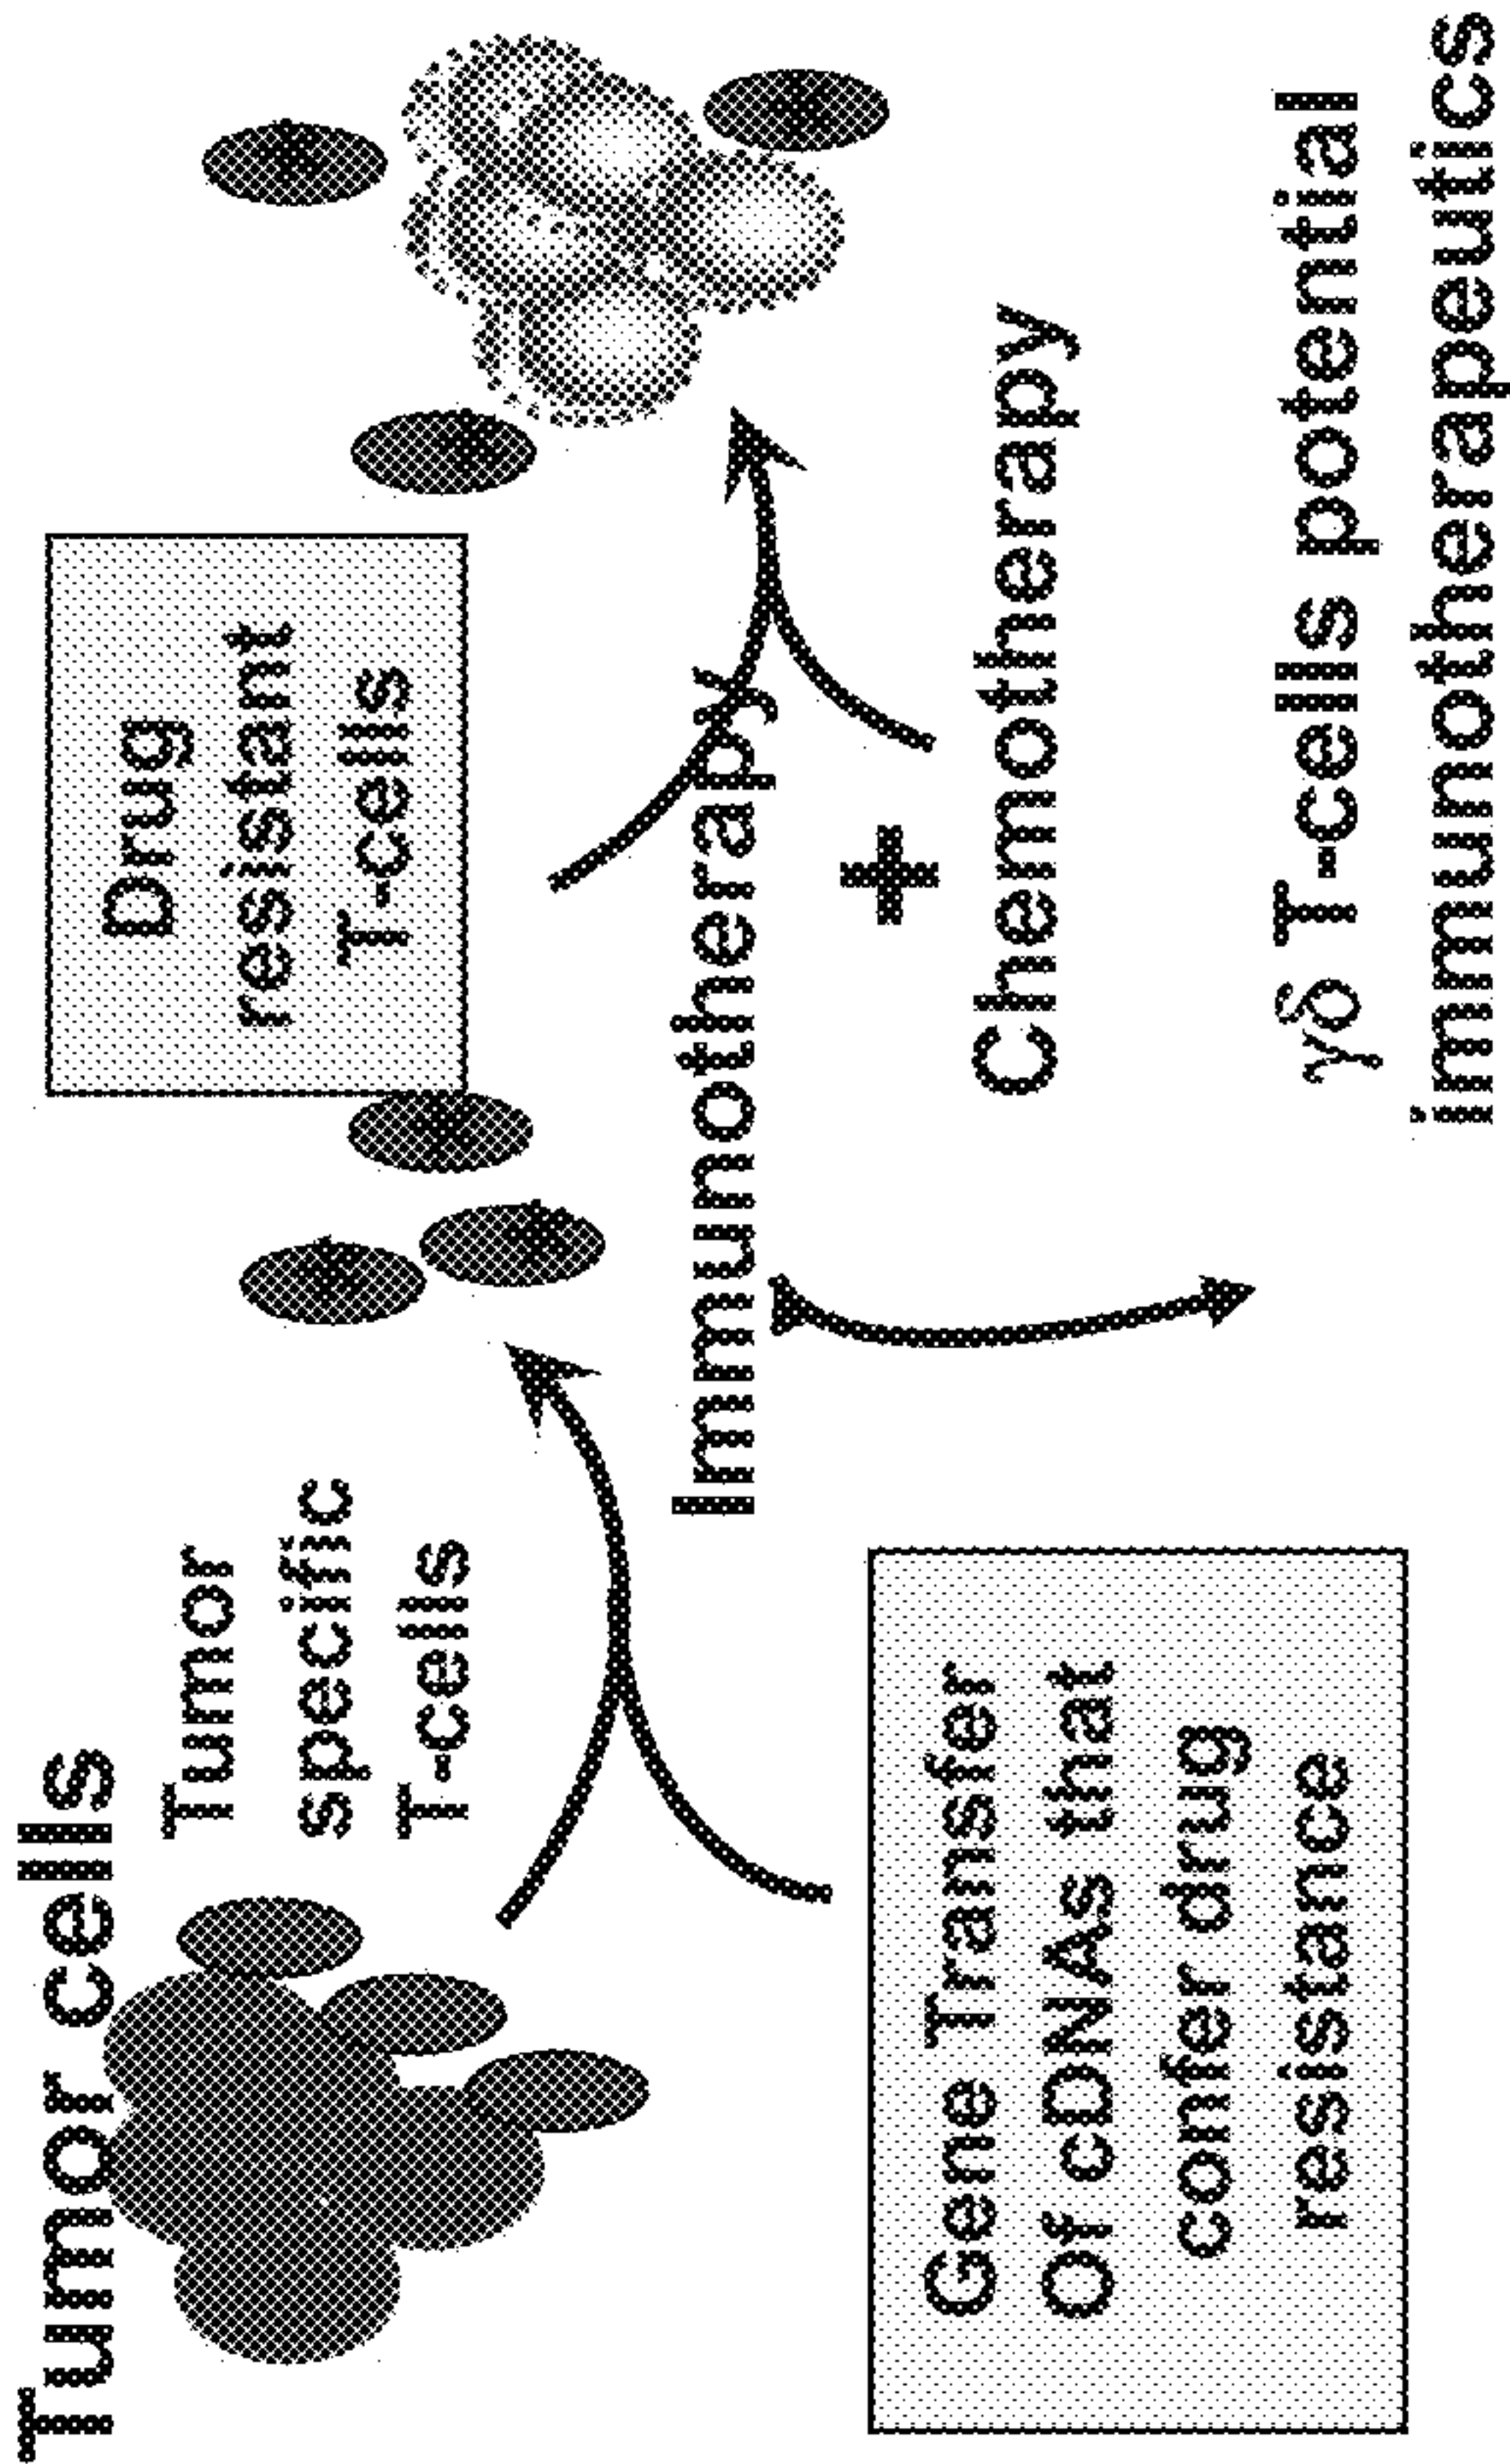 Tumor cells
Tumor
specific
T-cells
Drug
resistant
T-cells
Immunotherapy
+
Chemotherapy
Gene Transfer
Of cDNAs that
confer drug
resistance
γδ T-cells potential
immunotherapeutics